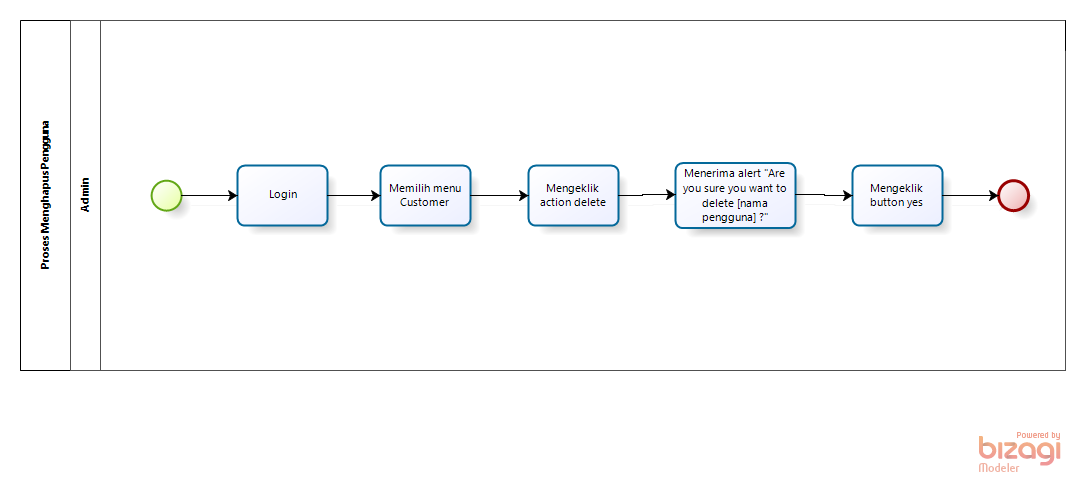 Proses Menghapus Pengguna
Admin
Login
Memilih menu
Customer
Mengeklik
action delete
Menerima alert "Are
you sure you want to
delete [nama
pengguna] ?"
Mengeklik
button yes
Powered by
bizagi
Modeler